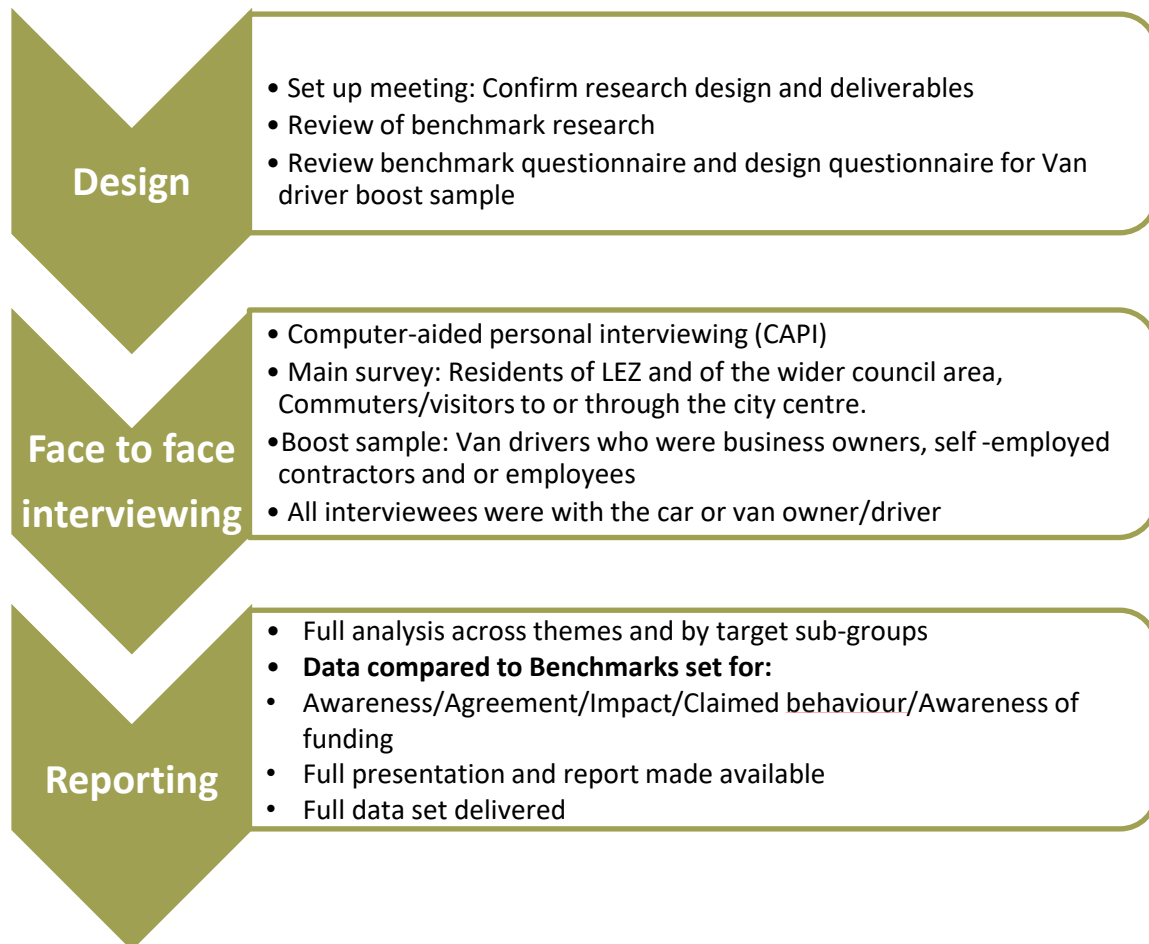 Design
• Set up meeting: Confirm research design and deliverables
• Review of benchmark research
• Review benchmark questionnaire and design questionnaire for Van
driver boost sample
Face to face
interviewing
• Computer-aided personal interviewing (CAPI)
• Main survey: Residents of LEZ and of the wider council area,
Commuters/visitors to or through the city centre.
•Boost sample: Van drivers who were business owners, self -employed
contractors and or employees
• All interviewees were with the car or van owner/driver
Reporting
• Full analysis across themes and by target sub-groups
• Data compared to Benchmarks set for:
• Awareness/Agreement/Impact/Claimed behaviour/Awareness of
funding
• Full presentation and report made available
• Full data set delivered